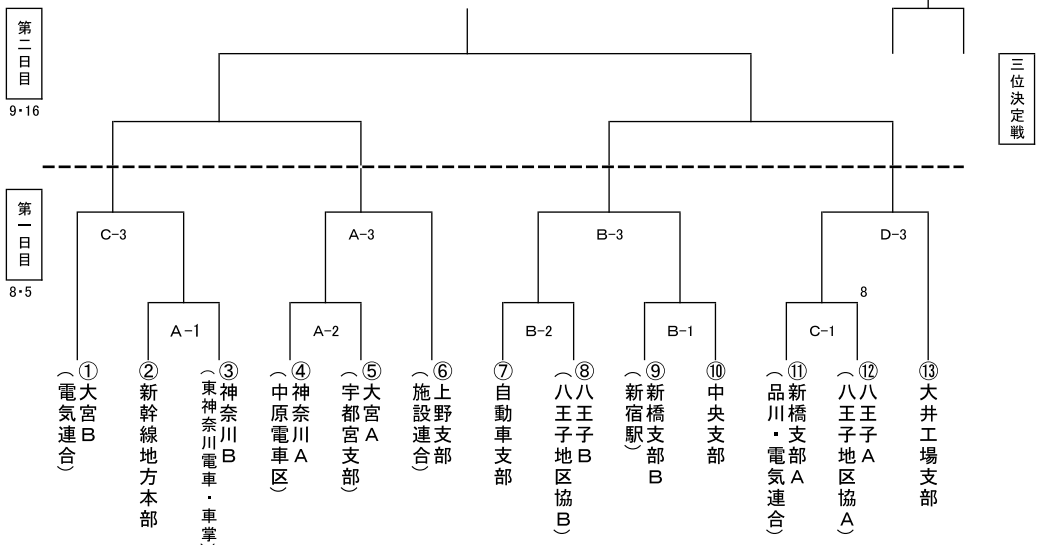 第二日目
9・16
三位決定戦
第一日目
8・5
C-3
A-3
B-3
D-3
8
A-1
A-2
B-2
B-1
C-1
①大宮B
（電気連合）
②新幹線地方本部
③神奈川B
（東神奈川電車・車掌）
④神奈川A
（中原電車区）
⑤大宮A
（宇都宮支部）
⑥上野支部
（施設連合）
⑦自動車支部
⑧八王子B
（八王子地区協B）
⑨新橋支部B
（新宿駅）
⑩中央支部
⑪新橋支部A
（品川・電気連合）
⑫八王子A
（八王子地区協A）
⑬大井工場支部